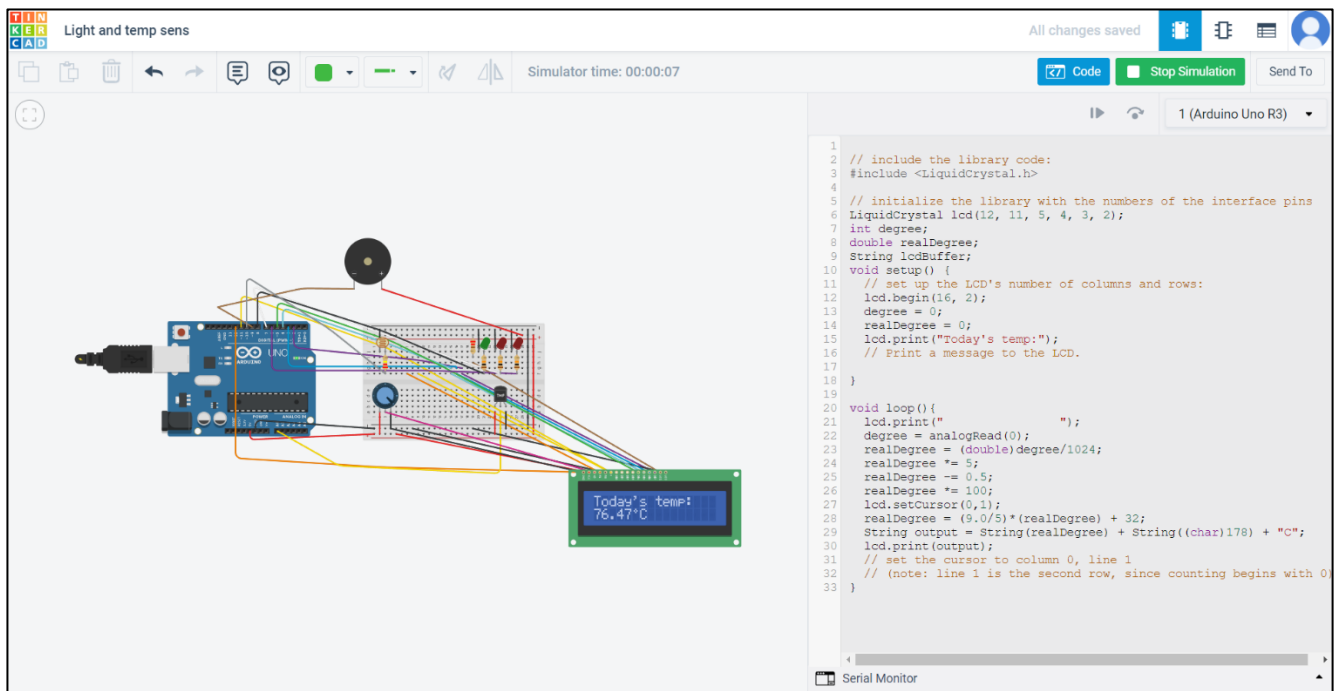 TIN
KER
CAD
Light and temp sens
All changes saved
Simulator time: 00:00:07
Code
Stop Simulation
Send To
1 (Arduino Uno R3)
1
2 // include the library code:
3 #include <LiquidCrystal.h>
4
5 // initialize the library with the numbers of the interface pins
6 LiquidCrystal lcd(12, 11, 5, 4, 3, 2);
7 int degree;
8 double realDegree;
9 String lcdBuffer;
10 void setup() {
11 // set up the LCD's number of columns and rows:
12 lcd.begin(16, 2);
13 degree = 0;
14 realDegree = 0;
15 lcd.print("Today's temp:");
16 // Print a message to the LCD.
17
18 }
19
20 void loop(){
21 lcd.print("                ");
22 degree = analogRead(0);
23 realDegree = (double)degree/1024;
24 realDegree *= 5;
25 realDegree -= 0.5;
26 realDegree *= 100;
27 lcd.setCursor(0,1);
28 realDegree = (9.0/5)*(realDegree) + 32;
29 String output = String(realDegree) + String((char)178) + "C";
30 lcd.print(output);
31 // set the cursor to column 0, line 1
32 // (note: line 1 is the second row, since counting begins with 0)
33 }
UNO
ARDUINO
POWER
ANALOG IN
Today's temp:
76.47°C
Serial Monitor